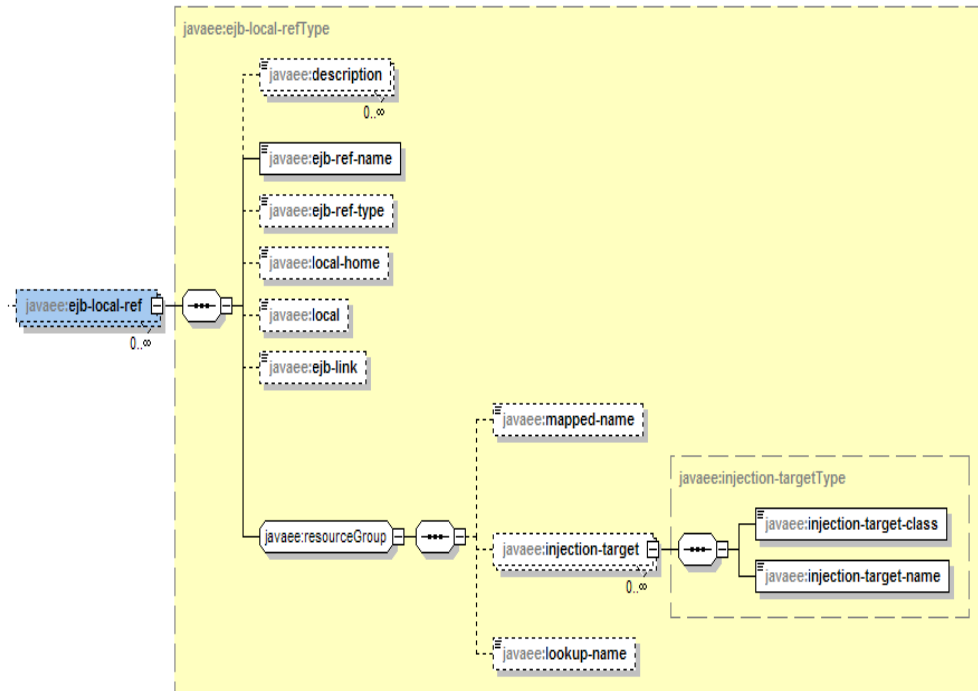 javaee:ejb-local-refType
javaee:description
0..∞
javaee:ejb-ref-name
javaee:ejb-ref-type
javaee:local-home
javaee:ejb-local-ref
0..∞
javaee:local
javaee:ejb-link
javaee:mapped-name
javaee:injection-targetType
javaee:injection-target-class
javaee:resourceGroup
javaee:injection-target
0..∞
javaee:injection-target-name
javaee:lookup-name